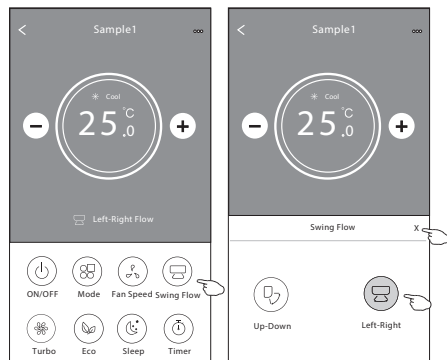 Sample1
Cool
25.0°C
Left-Right Flow
ON/OFF Mode Fan Speed Swing Flow
Turbo Eco Sleep Timer
Sample1
Cool
25.0°C
Swing Flow X
Up-Down Left-Right